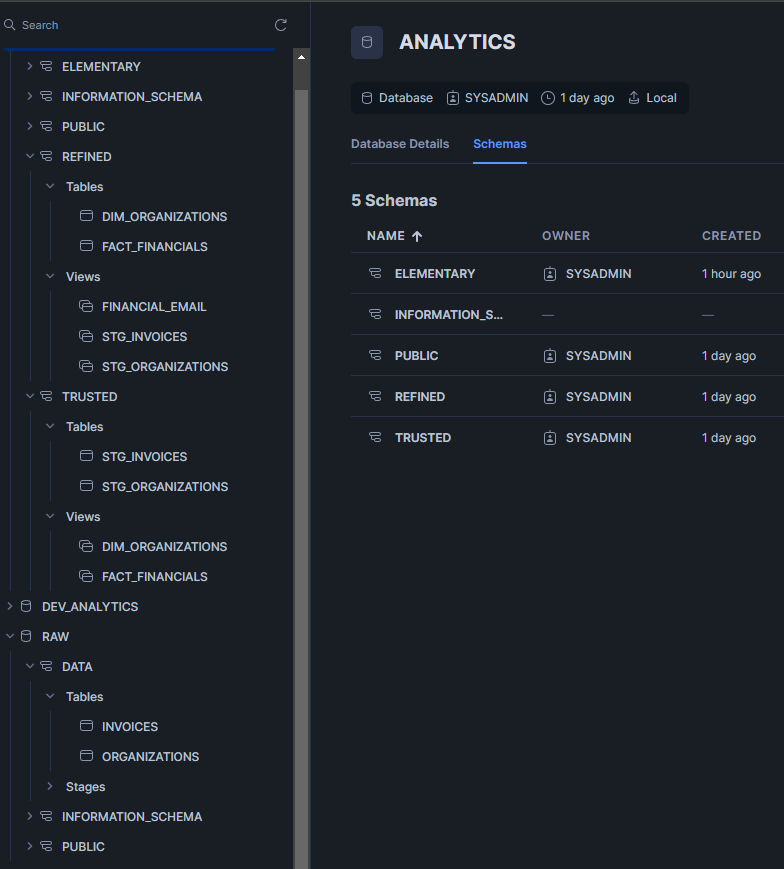 Search
ELEMENTARY
INFORMATION_SCHEMA
PUBLIC
REFINED
Tables
DIM_ORGANIZATIONS
FACT_FINANCIALS
Views
FINANCIAL_EMAIL
STG_INVOICES
STG_ORGANIZATIONS
TRUSTED
Tables
STG_INVOICES
STG_ORGANIZATIONS
Views
DIM_ORGANIZATIONS
FACT_FINANCIALS
DEV_ANALYTICS
RAW
DATA
Tables
INVOICES
ORGANIZATIONS
Stages
INFORMATION_SCHEMA
PUBLIC
ANALYTICS
Database SYSADMIN 1 day ago Local
Database Details Schemas
5 Schemas
NAME OWNER CREATED
ELEMENTARY SYSADMIN 1 hour ago
INFORMATION_S... — —
PUBLIC SYSADMIN 1 day ago
REFINED SYSADMIN 1 day ago
TRUSTED SYSADMIN 1 day ago